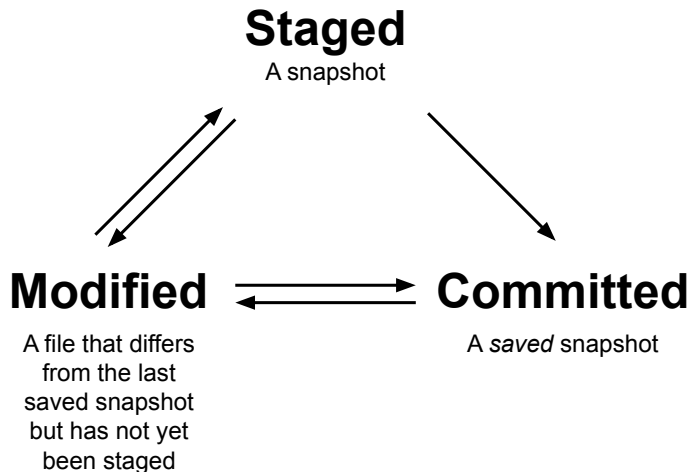 Staged
A snapshot
Modified
Committed
A file that differs
from the last
saved snapshot
but has not yet
been staged
A saved snapshot